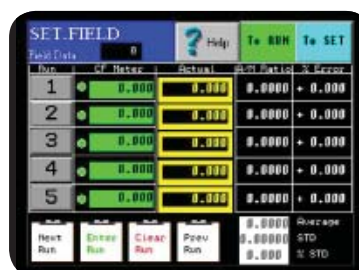 SET.FIELD
Field Data 0
? Help
To RUN
To SET
Run CF Meter Actual A/M Ratio % Error
1 0.000 0.000 0.0000 + 0.000
2 0.000 0.000 0.0000 + 0.000
3 0.000 0.000 0.0000 + 0.000
4 0.000 0.000 0.0000 + 0.000
5 0.000 0.000 0.0000 + 0.000
Next Run
Enter Run
Clear Run
Prev Run
0.0000 Average
0.00000 STD
0.000 % STD